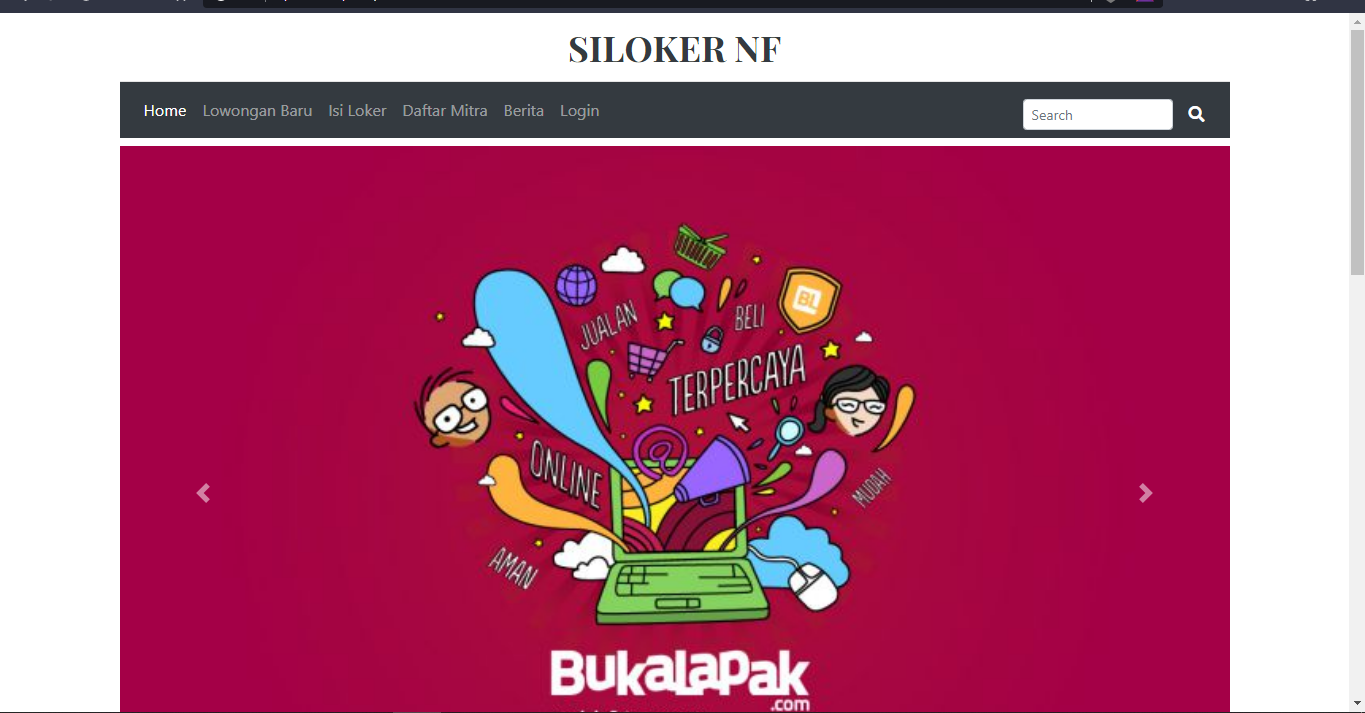 SILOKER NF
Home Lowongan Baru Isi Loker Daftar Mitra Berita Login Search
BL
JUALAN
BELI
TERPERCAYA
@
ONLINE
MUDAH
AMAN
BukalaPak
.com